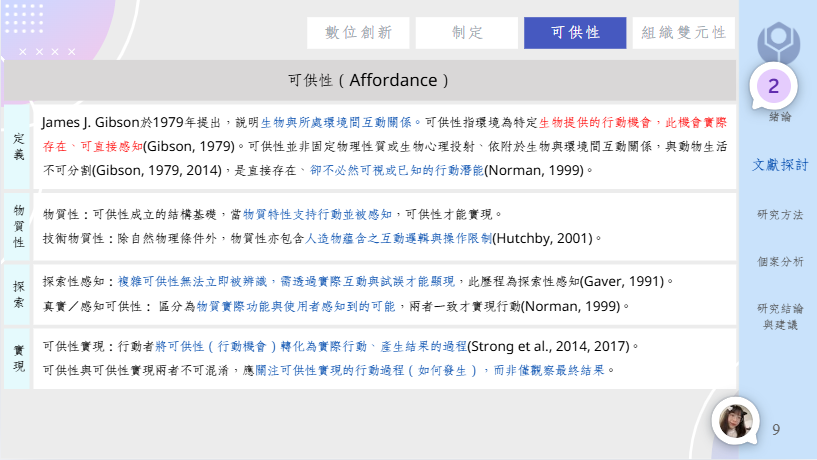 數位創新
制定
可供性
組織雙元性
可供性（Affordance）
2
緒論
文獻探討
研究方法
個案分析
研究結論
與建議
定義
James J. Gibson於1979年提出，說明生物與所處環境間互動關係。可供性指環境為特定生物提供的行動機會，此機會實際
存在、可直接感知(Gibson, 1979)。可供性並非固定物理性質或生物心理投射、依附於生物與環境間互動關係，與動物生活
不可分割(Gibson, 1979, 2014)，是直接存在、卻不必然可視或已知的行動潛能(Norman, 1999)。
物質性
物質性：可供性成立的結構基礎，當物質特性支持行動並被感知，可供性才能實現。
技術物質性：除自然物理條件外，物質性亦包含人造物蘊含之互動邏輯與操作限制(Hutchby, 2001)。
探索
探索性感知：複雜可供性無法立即被辨識，需透過實際互動與試誤才能顯現，此歷程為探索性感知(Gaver, 1991)。
真實／感知可供性： 區分為物質實際功能與使用者感知到的可能，兩者一致才實現行動(Norman, 1999)。
實現
可供性實現：行動者將可供性（行動機會）轉化為實際行動、產生結果的過程(Strong et al., 2014, 2017)。
可供性與可供性實現兩者不可混淆，應關注可供性實現的行動過程（如何發生），而非僅觀察最終結果。
9